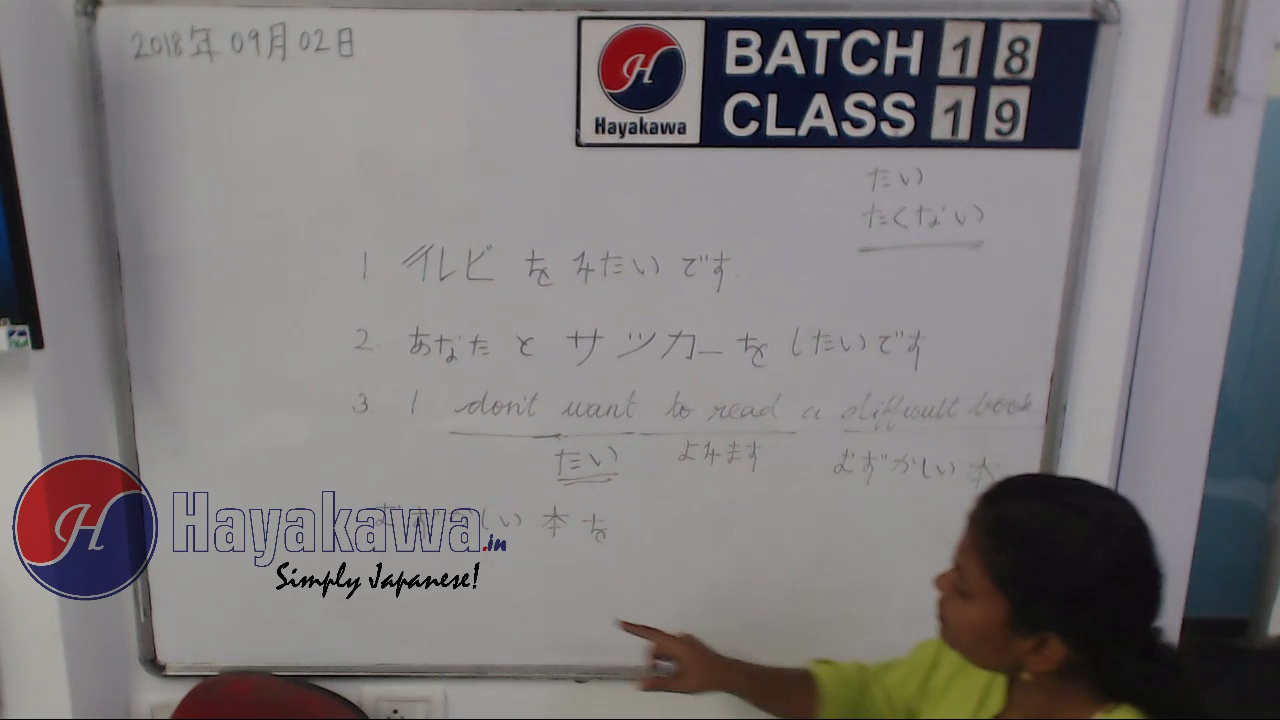 2018年09月02日
H
Hayakawa
BATCH 18
CLASS 19
たい
たくない
1 テレビ を みたい です
2. あなた と サッカー を したいです
3. I don't want to read a difficult book
たい よみます むずかしい 本
むずかしい 本 を
H Hayakawa.in
Simply Japanese!